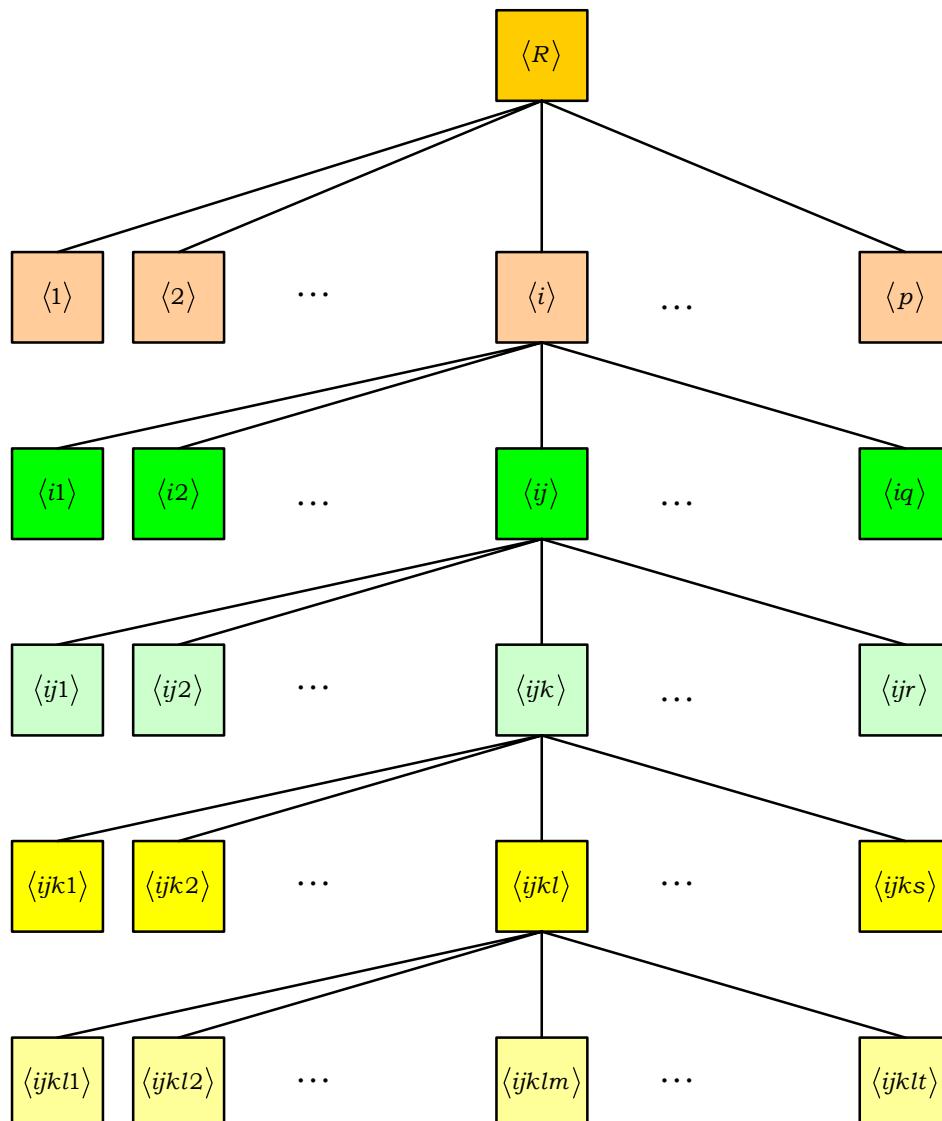 ⟨R⟩
⟨1⟩ ⟨2⟩ ... ⟨i⟩ ... ⟨p⟩
⟨i1⟩ ⟨i2⟩ ... ⟨ij⟩ ... ⟨iq⟩
⟨ij1⟩ ⟨ij2⟩ ... ⟨ijk⟩ ... ⟨ijr⟩
⟨ijk1⟩ ⟨ijk2⟩ ... ⟨ijkl⟩ ... ⟨ijks⟩
⟨ijkl1⟩ ⟨ijkl2⟩ ... ⟨ijklm⟩ ... ⟨ijklt⟩